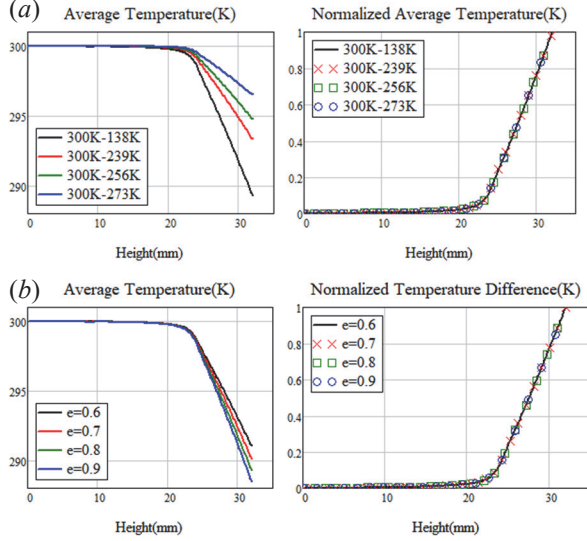 (a) Average Temperature(K) Normalized Average Temperature(K)
300 1
295 0.8
290 0.6
0.4
0.2
0
300K-138K 300K-138K
300K-239K 300K-239K
300K-256K 300K-256K
300K-273K 300K-273K
0 10 20 30 0 10 20 30
Height(mm) Height(mm)
(b) Average Temperature(K) Normalized Temperature Difference(K)
300 1
295 0.8
290 0.6
0.4
0.2
0
e=0.6 e=0.6
e=0.7 e=0.7
e=0.8 e=0.8
e=0.9 e=0.9
0 10 20 30 0 10 20 30
Height(mm) Height(mm)